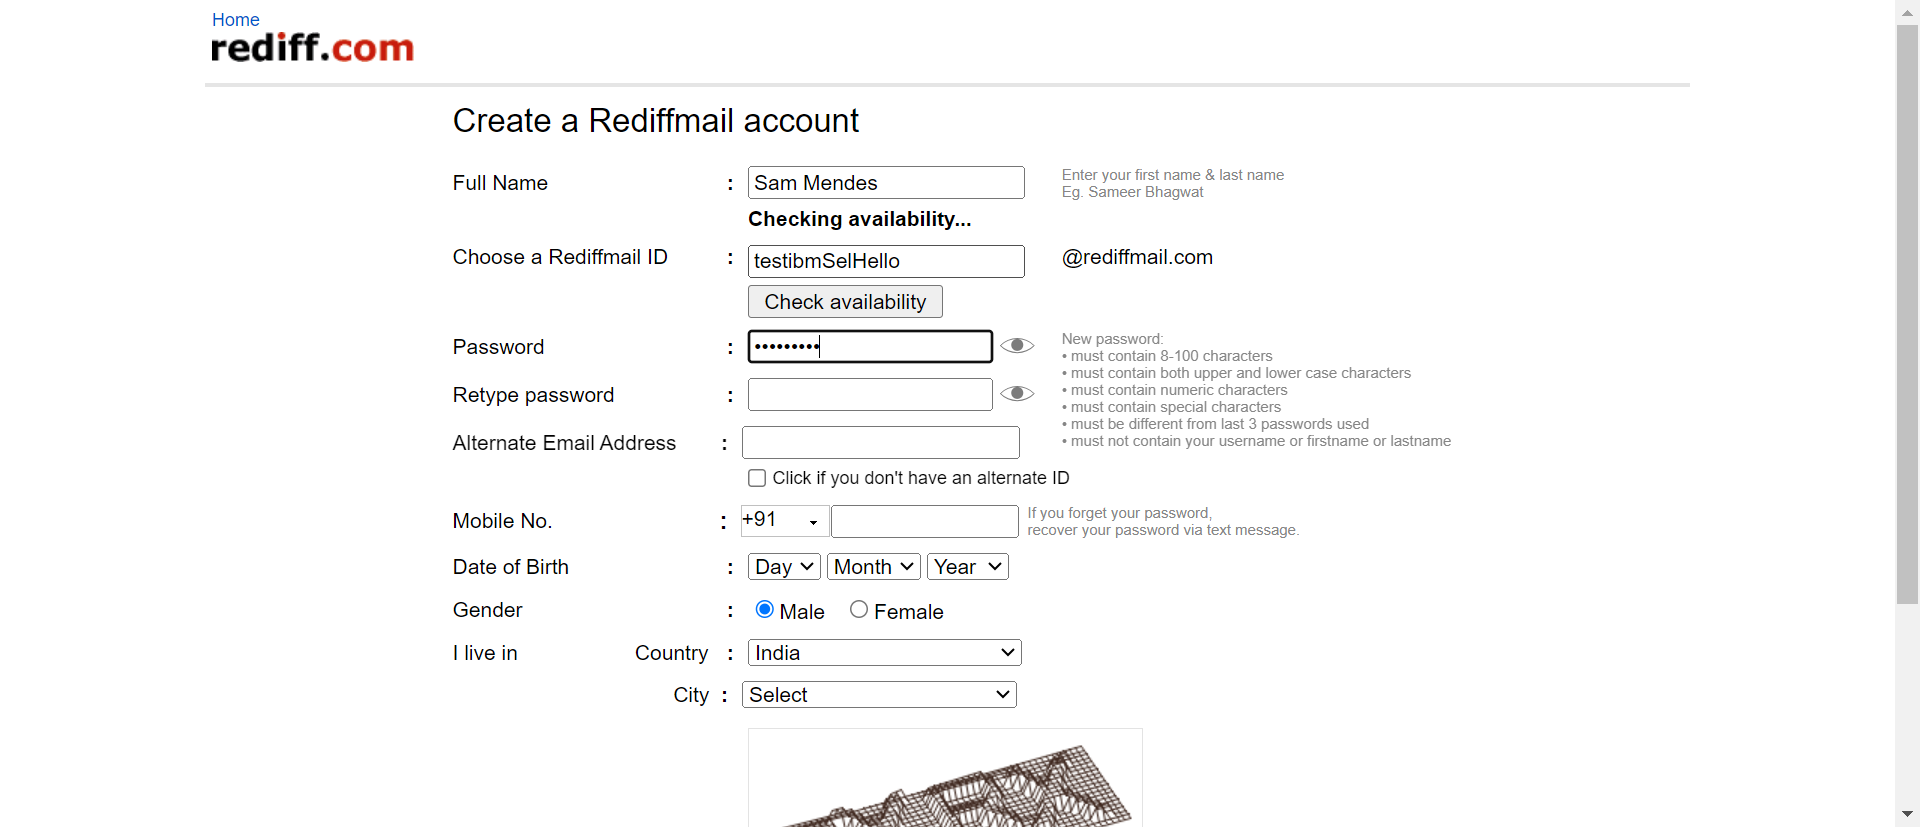 Home
rediff.com
Create a Rediffmail account
Full Name : Sam Mendes
Enter your first name & last name
Eg. Sameer Bhagwat
Checking availability...
Choose a Rediffmail ID : testibmSelHello @rediffmail.com
Check availability
Password : •••••••••
New password:
• must contain 8-100 characters
• must contain both upper and lower case characters
• must contain numeric characters
• must contain special characters
• must be different from last 3 passwords used
• must not contain your username or firstname or lastname
Retype password :
Alternate Email Address :
Click if you don't have an alternate ID
Mobile No. : +91
If you forget your password,
recover your password via text message.
Date of Birth : Day Month Year
Gender : Male Female
I live in Country : India
City : Select